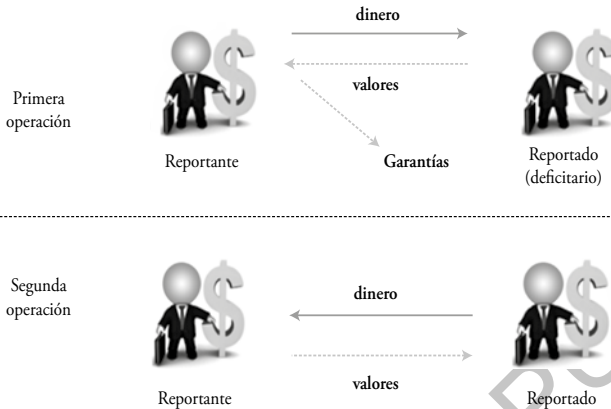 dinero
Primera
operación
valores
Reportante
Garantías
Reportado
(deficitario)
Segunda
operación
dinero
valores
Reportante
Reportado